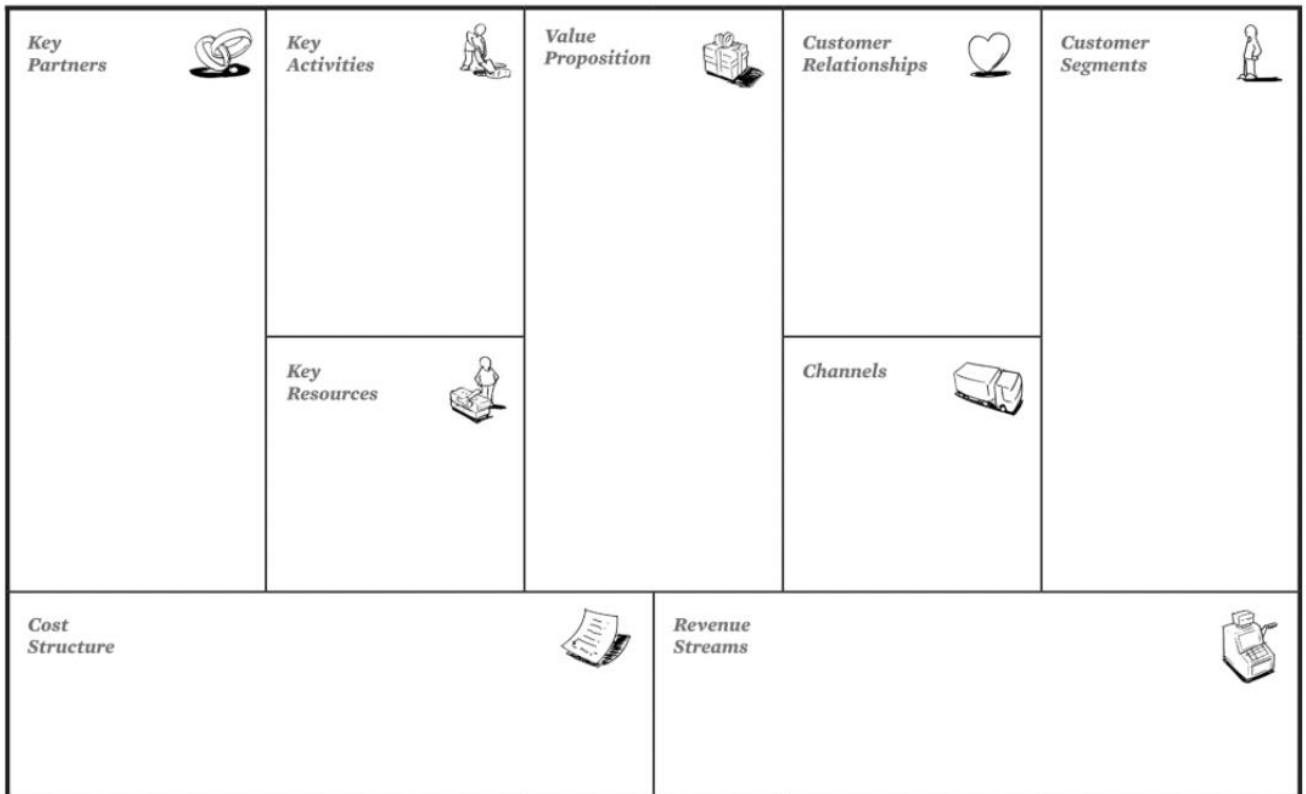 Key
Partners
Key
Activities
Value
Proposition
Customer
Relationships
Customer
Segments
Key
Resources
Channels
Cost
Structure
Revenue
Streams